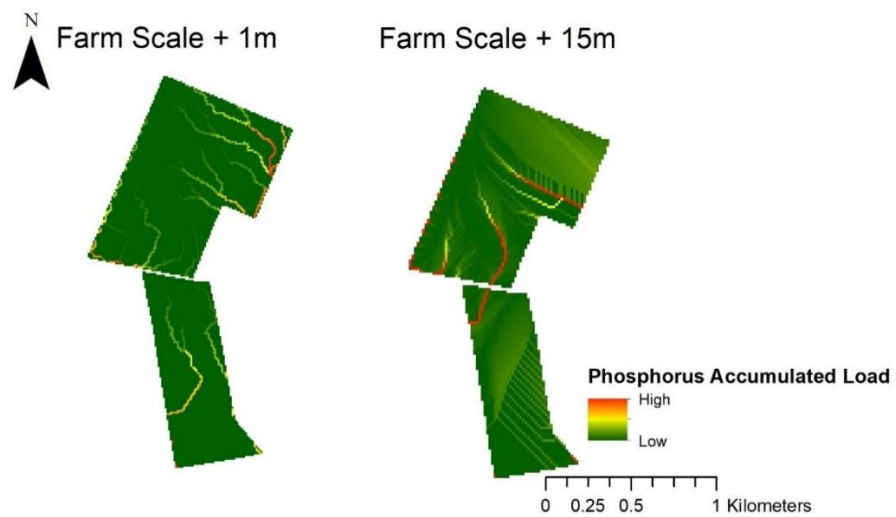 N
Farm Scale + 1m
Farm Scale + 15m
Phosphorus Accumulated Load
High
Low
0 0.25 0.5 1 Kilometers